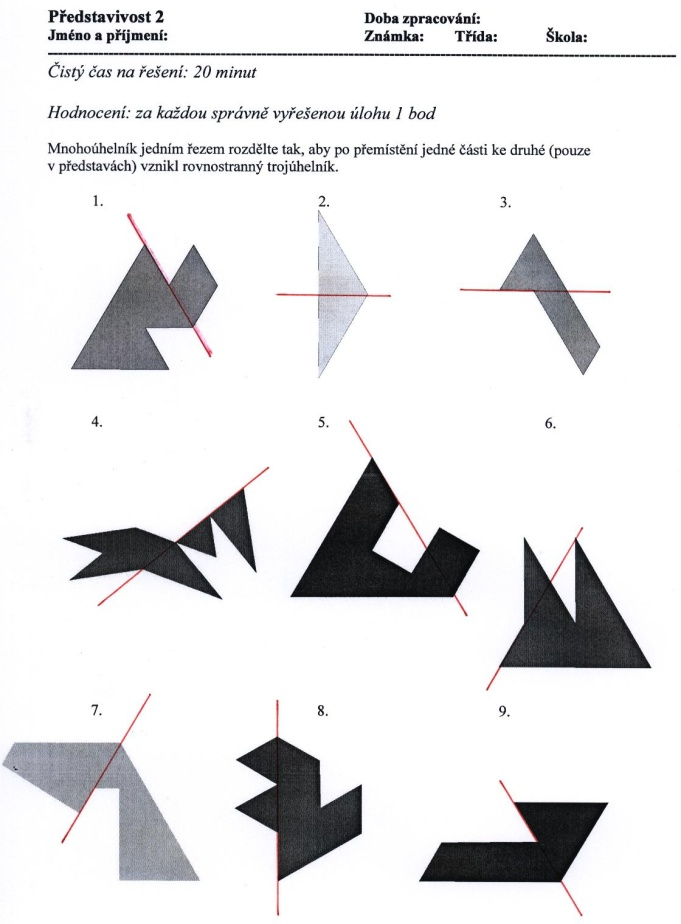 Představivost 2 Doba zpracování:
Jméno a příjmení: Známka: Třída: Škola:
Čistý čas na řešení: 20 minut
Hodnocení: za každou správně vyřešenou úlohu 1 bod
Mnohoúhelník jedním řezem rozdělte tak, aby po přemístění jedné části ke druhé (pouze
v představách) vznikl rovnostranný trojúhelník.
1. 2. 3.
4. 5. 6.
7. 8. 9.